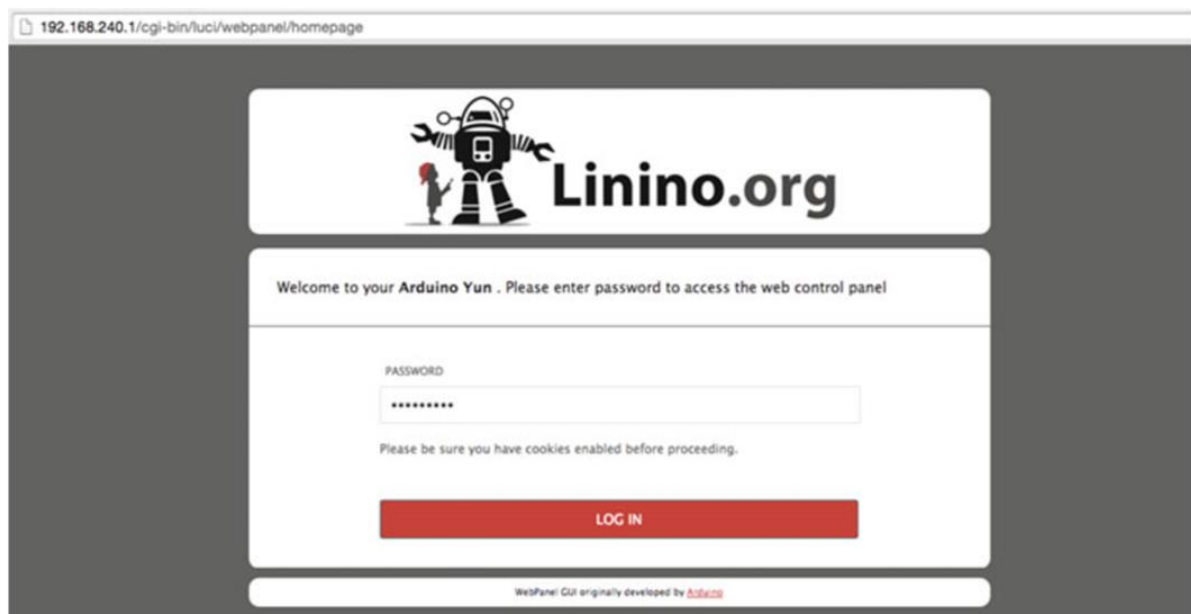 192.168.240.1/cgi-bin/luci/webpanel/homepage
Linino.org
Welcome to your Arduino Yun . Please enter password to access the web control panel
PASSWORD
•••••••••
Please be sure you have cookies enabled before proceeding.
LOG IN
WebPanel GUI originally developed by Arduino